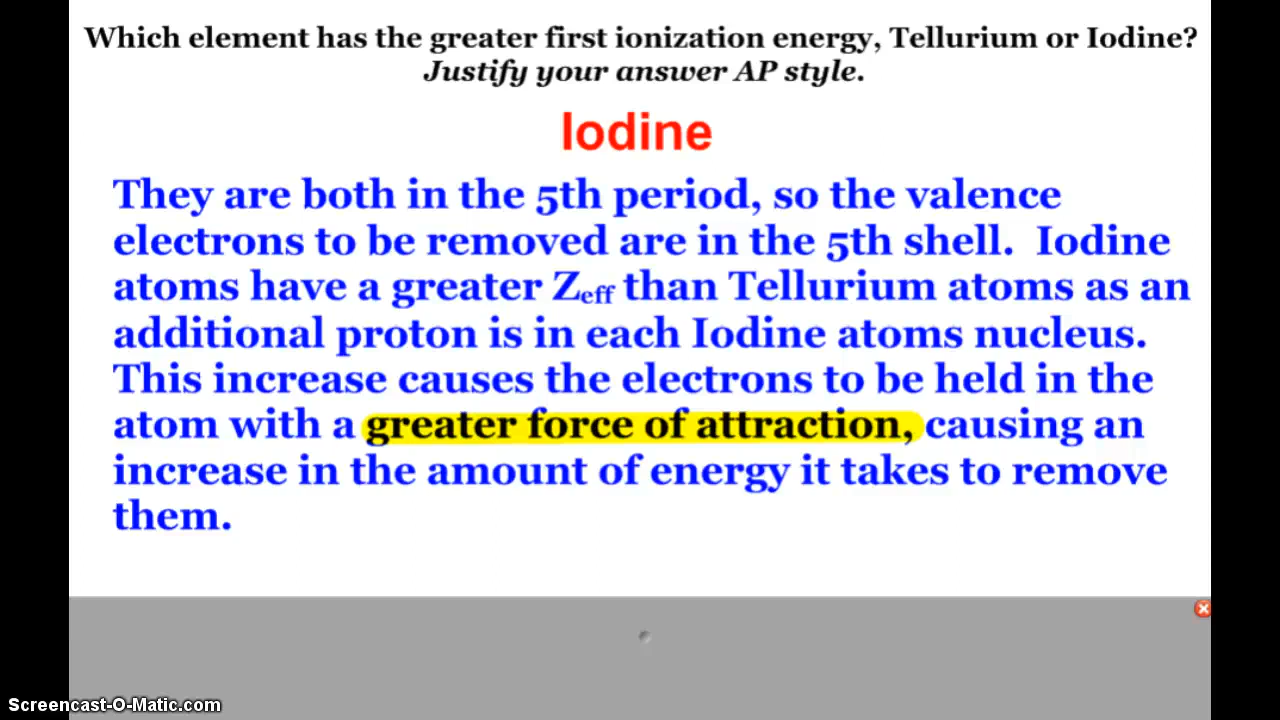 Which element has the greater first ionization energy, Tellurium or Iodine?
Justify your answer AP style.
Iodine
They are both in the 5th period, so the valence
electrons to be removed are in the 5th shell. Iodine
atoms have a greater Zeff than Tellurium atoms as an
additional proton is in each Iodine atoms nucleus.
This increase causes the electrons to be held in the
atom with a greater force of attraction, causing an
increase in the amount of energy it takes to remove
them.
Screencast-O-Matic.com